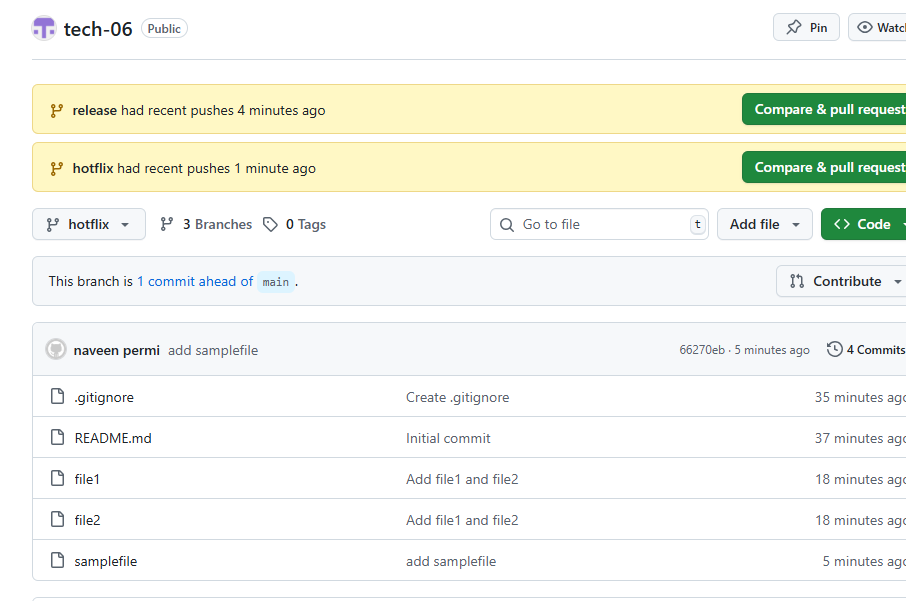 tech-06 Public Pin Watc
release had recent pushes 4 minutes ago Compare & pull request
hotflix had recent pushes 1 minute ago Compare & pull request
hotflix 3 Branches 0 Tags Go to file t Add file Code
This branch is 1 commit ahead of main . Contribute
naveen permi add samplefile 66270eb · 5 minutes ago 4 Commits
.gitignore Create .gitignore 35 minutes ago
README.md Initial commit 37 minutes ago
file1 Add file1 and file2 18 minutes ago
file2 Add file1 and file2 18 minutes ago
samplefile add samplefile 5 minutes ago